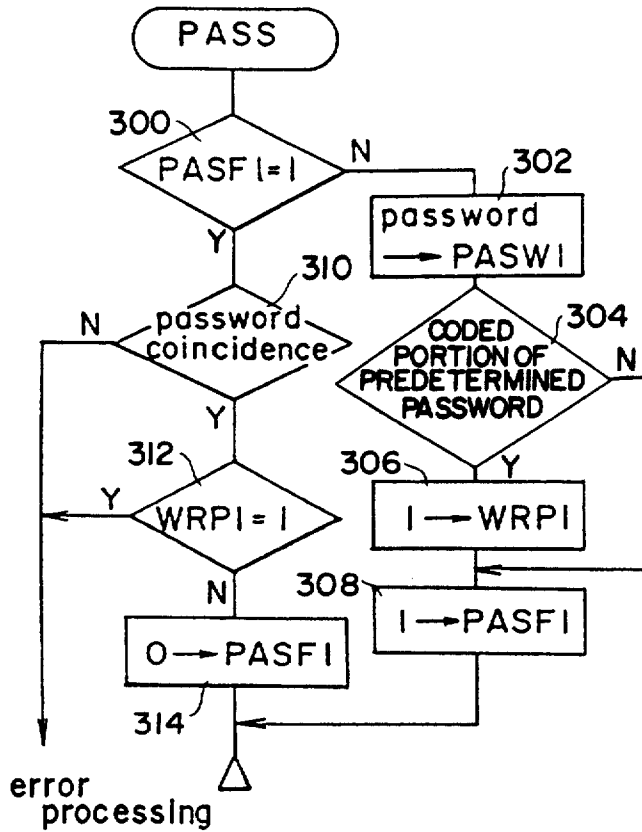 PASS
300
PASF1=1
N
302
password
→ PASW1
Y
310
304
N
password
coincidence
CODED
PORTION OF
PREDETERMINED
PASSWORD
N
Y
312
306
Y
Y
WRP1=1
1→WRP1
N
308
0→PASF1
1→PASF1
314
error
processing